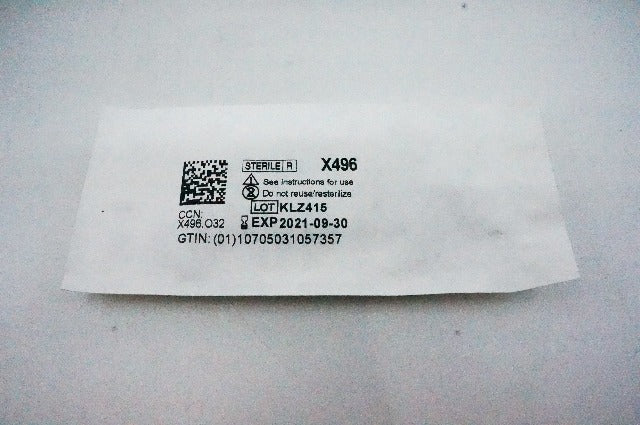 STERILE R X496
See instructions for use
Do not reuse/resterilize
LOT KLZ415
CCN:
X496.O32
EXP 2021-09-30
GTIN: (01)10705031057357